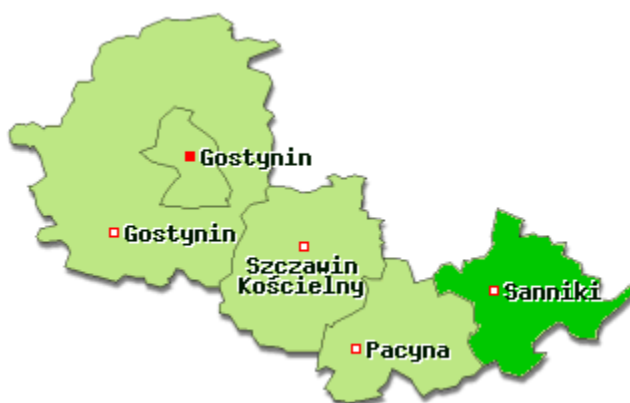 Gostynin
Gostynin
Szczawin
Kościelny
Sanniki
Pacyna